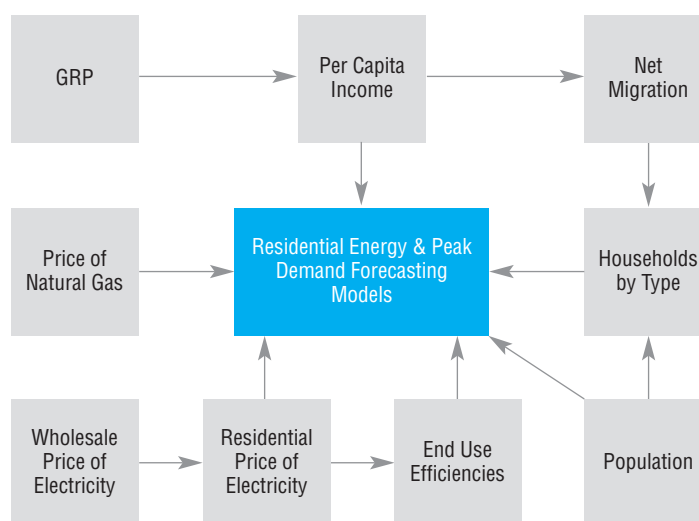 GRP
Per Capita
Income
Net
Migration
Price of
Natural Gas
Residential Energy & Peak
Demand Forecasting
Models
Households
by Type
Wholesale
Price of
Electricity
Residential
Price of
Electricity
End Use
Efficiencies
Population